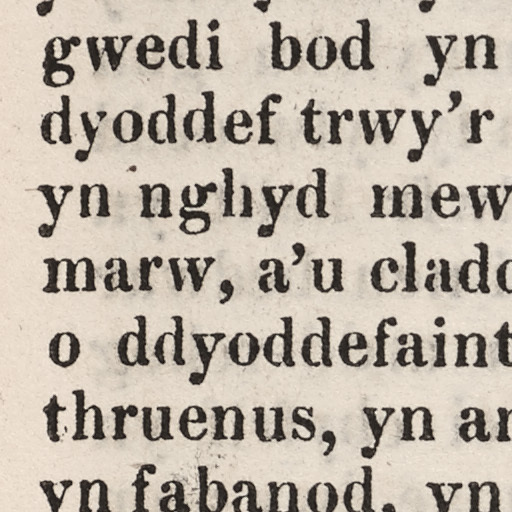 gwedi bod yn
dyoddef trwy'r
yn nghyd mew
marw, a'u clad
o ddyoddefaint
thruenus, yn
yn fabanod, yn